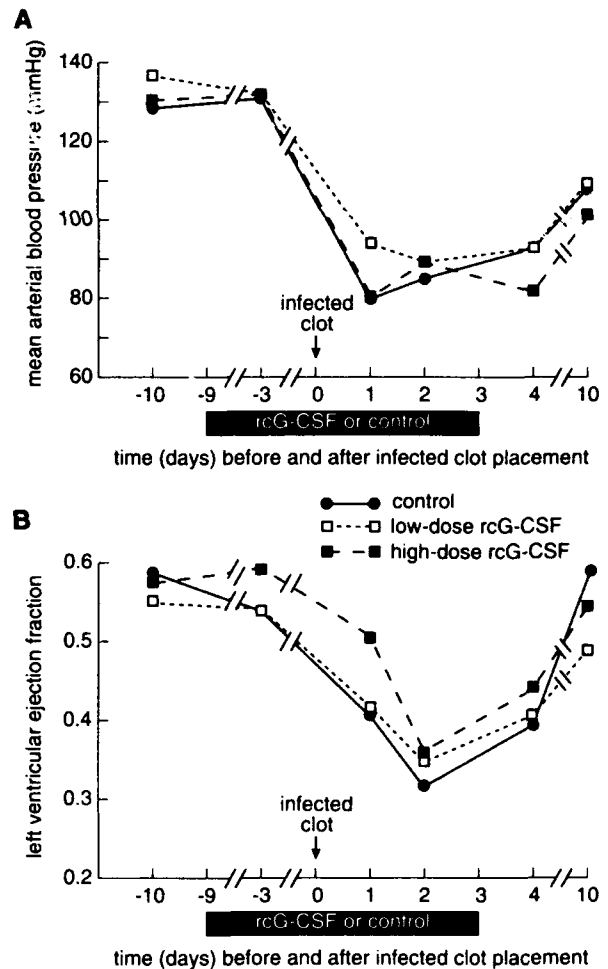 A
mean arterial blood pressure (mmHg)
140
120
100
80
60
infected
clot
-10 -9 -3 0 1 2 3 4 10
rcG-CSF or control
time (days) before and after infected clot placement
control
low-dose rcG-CSF
high-dose rcG-CSF
B
left ventricular ejection fraction
0.6
0.5
0.4
0.3
0.2
infected
clot
-10 -9 -3 0 1 2 3 4 10
rcG-CSF or control
time (days) before and after infected clot placement